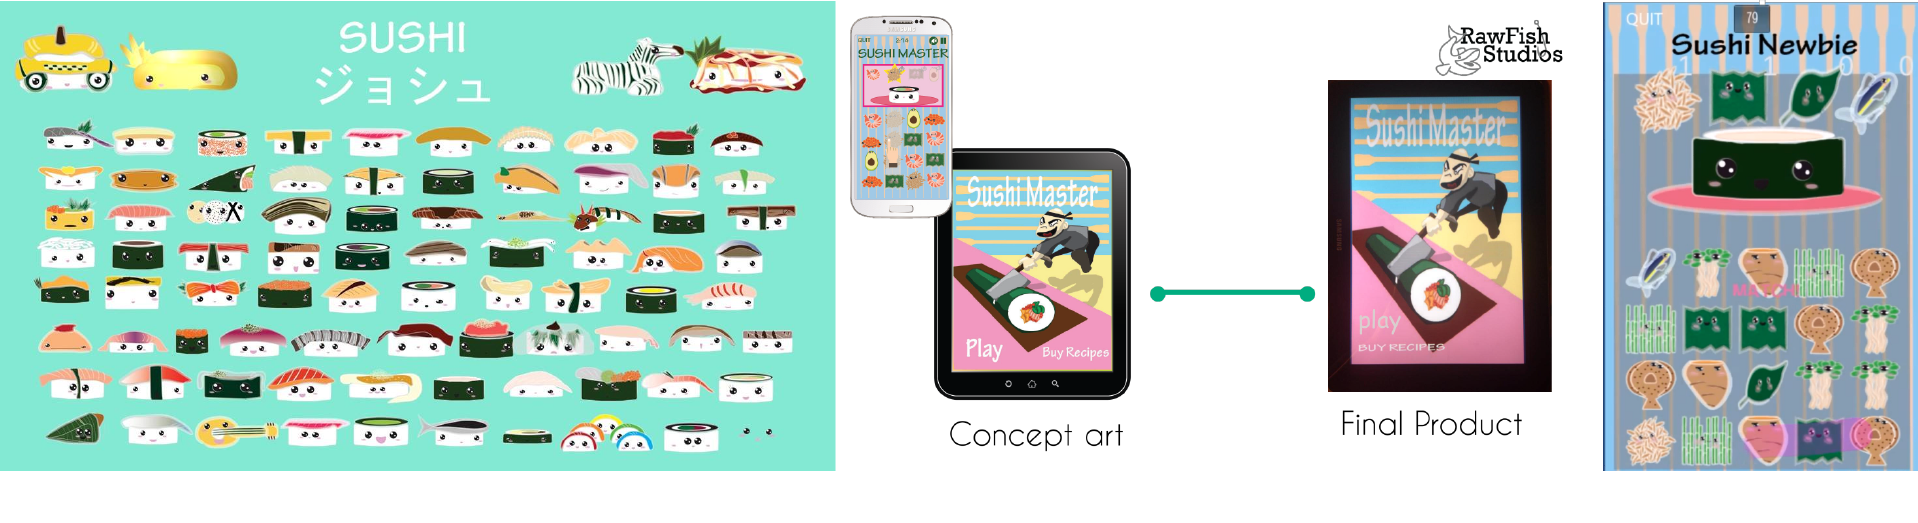 SUSHI
ジョシュ
QUIT
SUSHI MASTER
Sushi Master
Play
Buy Recipes
Concept art
RawFish
Studios
Sushi Master
play
BUY RECIPES
Final Product
QUIT
79
Sushi Newbie
1 1 0 0